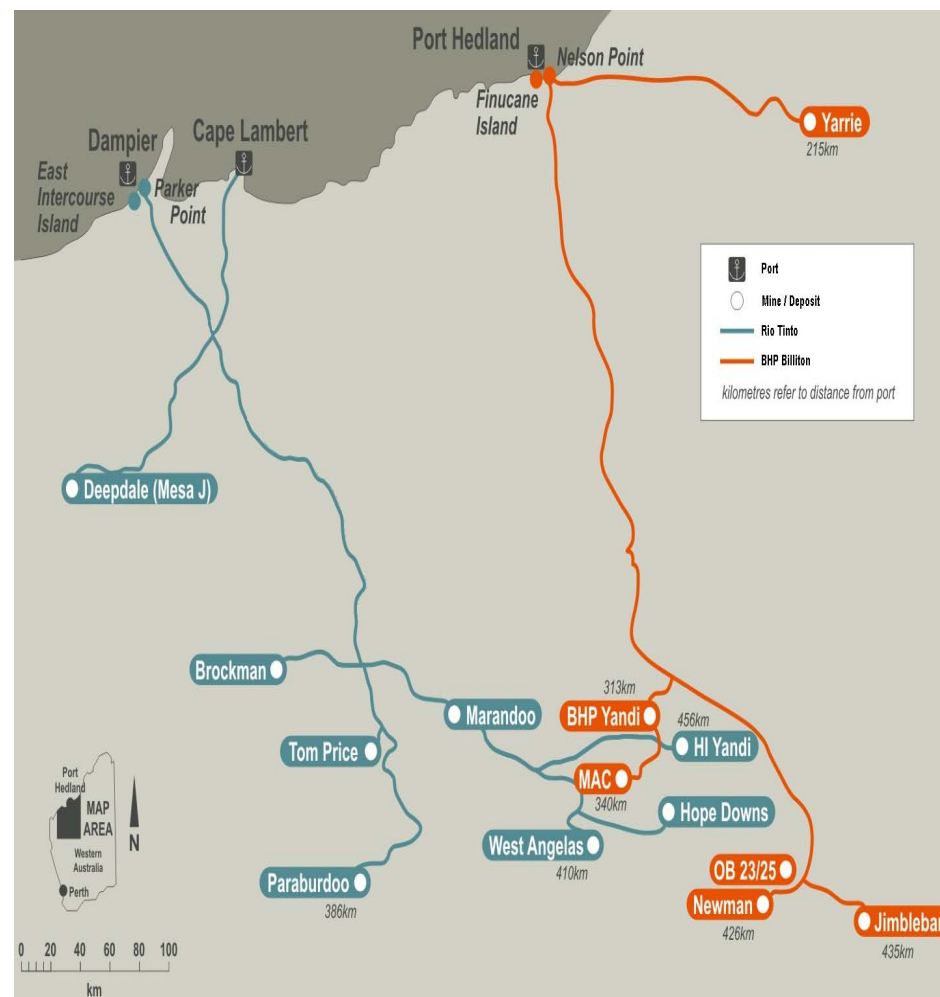 Port Hedland
Nelson Point
Finucane
Island
Yarrie
215km
Cape Lambert
Dampier
East
Intercourse
Island
Parker
Point
Port
Mine / Deposit
Rio Tinto
BHP Billiton
kilometres refer to distance from port
Deepdale (Mesa J)
Brockman
313km
Marandoo
BHP Yandi
456km
Tom Price
HI Yandi
MAC
340km
Hope Downs
West Angelas
410km
Paraburdoo
386km
OB 23/25
Newman
426km
Jimblebar
435km
Port
Hedland
MAP
AREA
Western
Australia
Perth
N
0 20 40 60 80 100
km